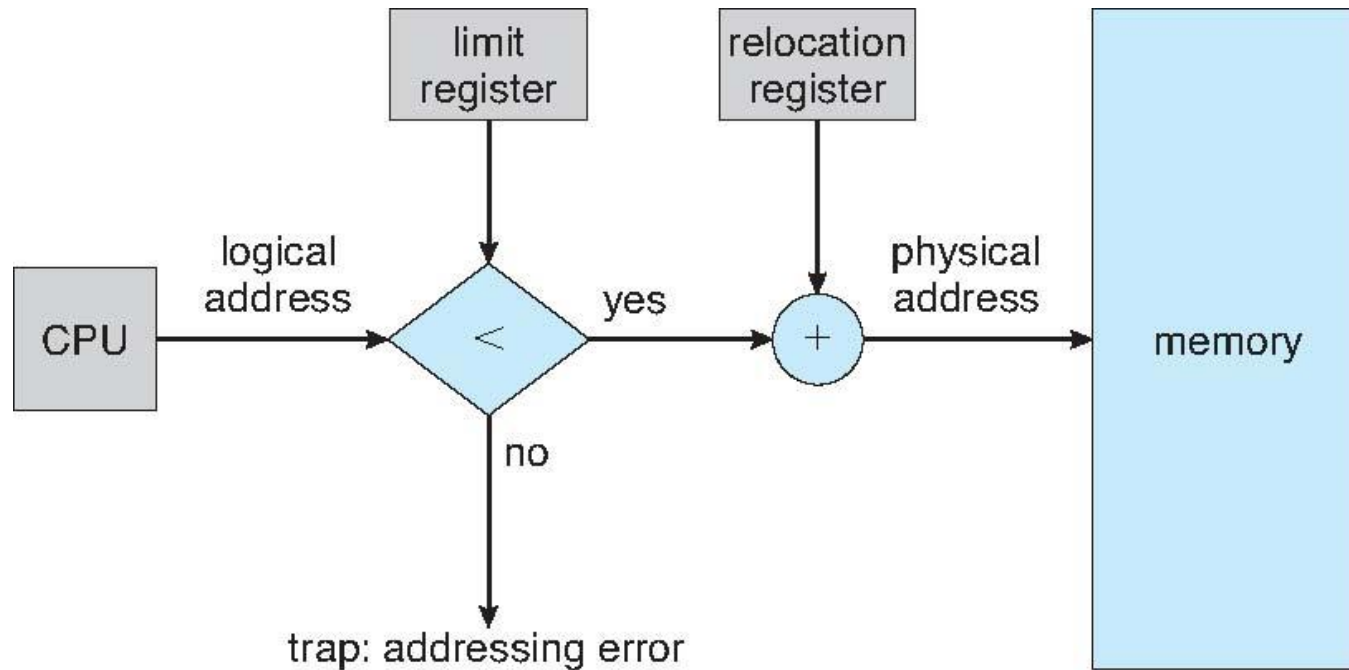 limit
register
relocation
register
logical
address
physical
address
CPU
<
yes
+
memory
no
trap: addressing error